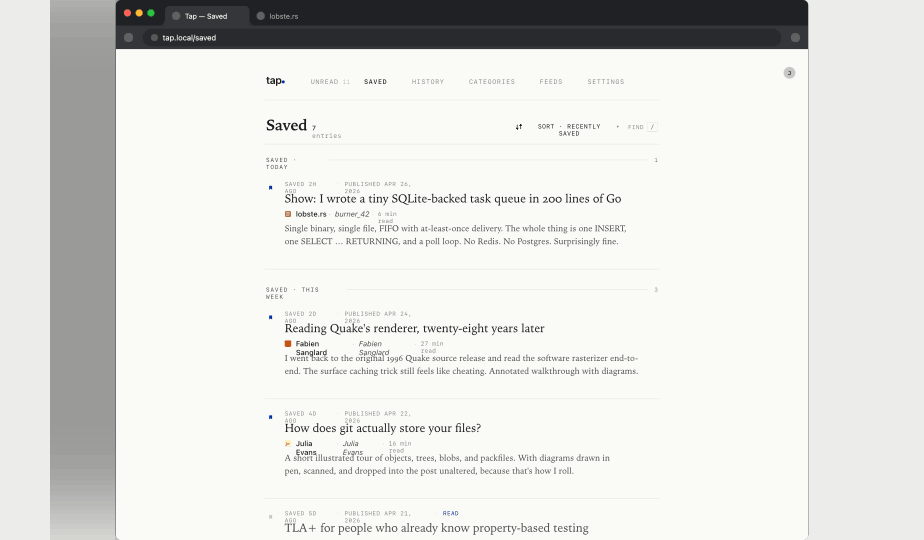 Tap — Saved
lobste.rs
tap.local/saved
J
tap
UNREAD 11 SAVED HISTORY CATEGORIES FEEDS SETTINGS
Saved 7 entries
SORT · RECENTLY SAVED
FIND /
SAVED · TODAY
1
SAVED 2H AGO
PUBLISHED APR 26, 2026
Show: I wrote a tiny SQLite-backed task queue in 200 lines of Go
lobste.rs · burner_42 · 6 min read
Single binary, single file, FIFO with at-least-once delivery. The whole thing is one INSERT,
one SELECT … RETURNING, and a poll loop. No Redis. No Postgres. Surprisingly fine.
SAVED · THIS WEEK
3
SAVED 2D AGO
PUBLISHED APR 24, 2026
Reading Quake's renderer, twenty-eight years later
Fabien Sanglard · Fabien Sanglard · 27 min read
I went back to the original 1996 Quake source release and read the software rasterizer end-to-
end. The surface caching trick still feels like cheating. Annotated walkthrough with diagrams.
SAVED 4D AGO
PUBLISHED APR 22, 2026
How does git actually store your files?
Julia Evans · Julia Evans · 16 min read
A short illustrated tour of objects, trees, blobs, and packfiles. With diagrams drawn in
pen, scanned, and dropped into the post unaltered, because that's how I roll.
SAVED 5D AGO
PUBLISHED APR 21, 2026
READ
TLA+ for people who already know property-based testing